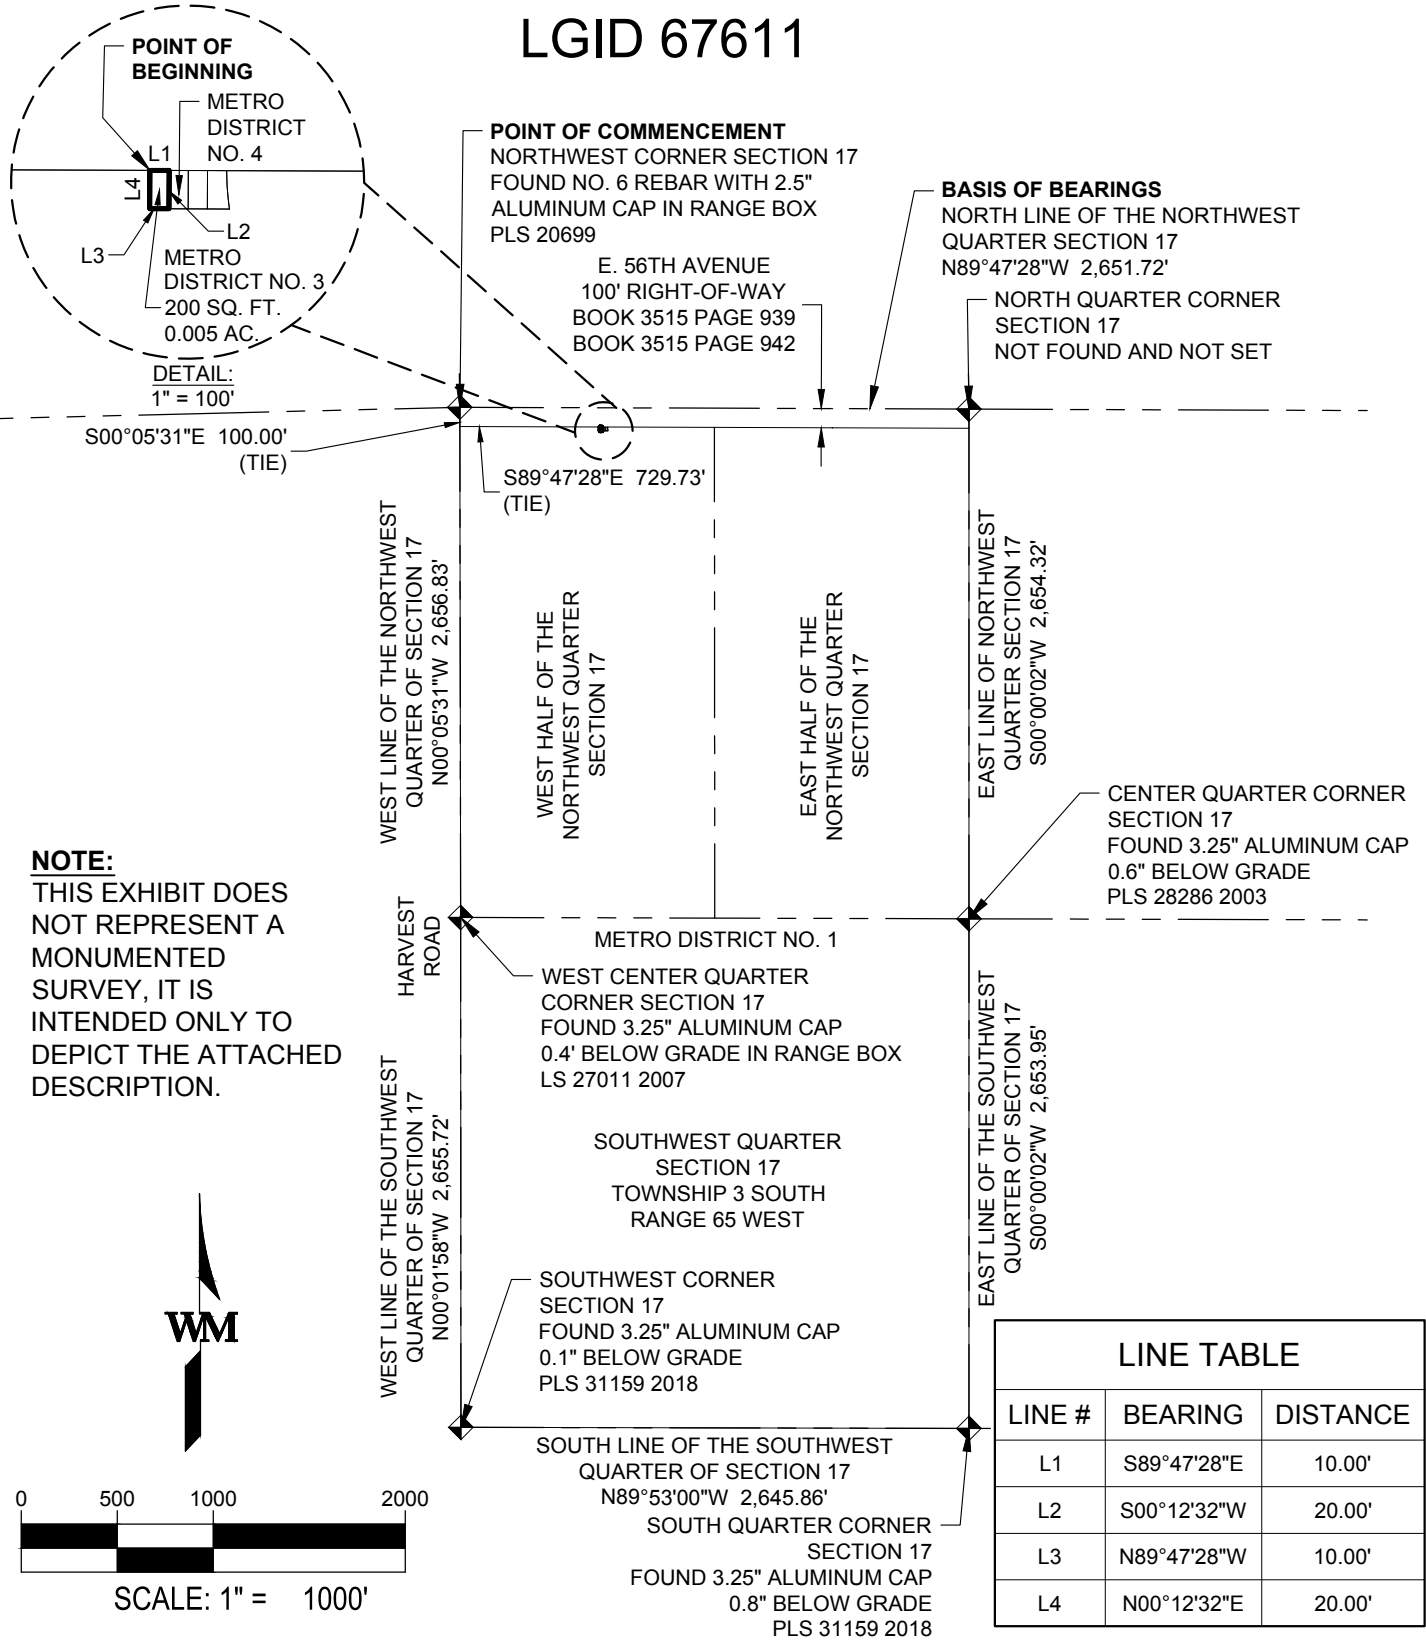 LGID 67611
POINT OF
BEGINNING
METRO
DISTRICT
NO. 4
L1
L4
L2
L3
METRO
DISTRICT NO. 3
200 SQ. FT.
0.005 AC.
DETAIL:
1" = 100'
POINT OF COMMENCEMENT
NORTHWEST CORNER SECTION 17
FOUND NO. 6 REBAR WITH 2.5"
ALUMINUM CAP IN RANGE BOX
PLS 20699
E. 56TH AVENUE
100' RIGHT-OF-WAY
BOOK 3515 PAGE 939
BOOK 3515 PAGE 942
BASIS OF BEARINGS
NORTH LINE OF THE NORTHWEST
QUARTER SECTION 17
N89°47'28"W 2,651.72'
NORTH QUARTER CORNER
SECTION 17
NOT FOUND AND NOT SET
S00°05'31"E 100.00'
(TIE)
S89°47'28"E 729.73'
(TIE)
WEST LINE OF THE NORTHWEST
QUARTER OF SECTION 17
N00°05'31"W 2,656.83'
WEST HALF OF THE
NORTHWEST QUARTER
SECTION 17
EAST HALF OF THE
NORTHWEST QUARTER
SECTION 17
EAST LINE OF NORTHWEST
QUARTER SECTION 17
S00°00'02"W 2,654.32'
CENTER QUARTER CORNER
SECTION 17
FOUND 3.25" ALUMINUM CAP
0.6" BELOW GRADE
PLS 28286 2003
NOTE:
THIS EXHIBIT DOES
NOT REPRESENT A
MONUMENTED
SURVEY, IT IS
INTENDED ONLY TO
DEPICT THE ATTACHED
DESCRIPTION.
HARVEST
ROAD
METRO DISTRICT NO. 1
WEST CENTER QUARTER
CORNER SECTION 17
FOUND 3.25" ALUMINUM CAP
0.4' BELOW GRADE IN RANGE BOX
LS 27011 2007
WEST LINE OF THE SOUTHWEST
QUARTER OF SECTION 17
N00°01'58"W 2,655.72'
SOUTHWEST QUARTER
SECTION 17
TOWNSHIP 3 SOUTH
RANGE 65 WEST
EAST LINE OF THE SOUTHWEST
QUARTER OF SECTION 17
S00°00'02"W 2,653.95'
SOUTHWEST CORNER
SECTION 17
FOUND 3.25" ALUMINUM CAP
0.1" BELOW GRADE
PLS 31159 2018
WM
SOUTH LINE OF THE SOUTHWEST
QUARTER OF SECTION 17
N89°53'00"W 2,645.86'
SOUTH QUARTER CORNER
SECTION 17
FOUND 3.25" ALUMINUM CAP
0.8" BELOW GRADE
PLS 31159 2018
0 500 1000 2000
SCALE: 1" = 1000'
LINE TABLE
LINE # BEARING DISTANCE
L1 S89°47'28"E 10.00'
L2 S00°12'32"W 20.00'
L3 N89°47'28"W 10.00'
L4 N00°12'32"E 20.00'